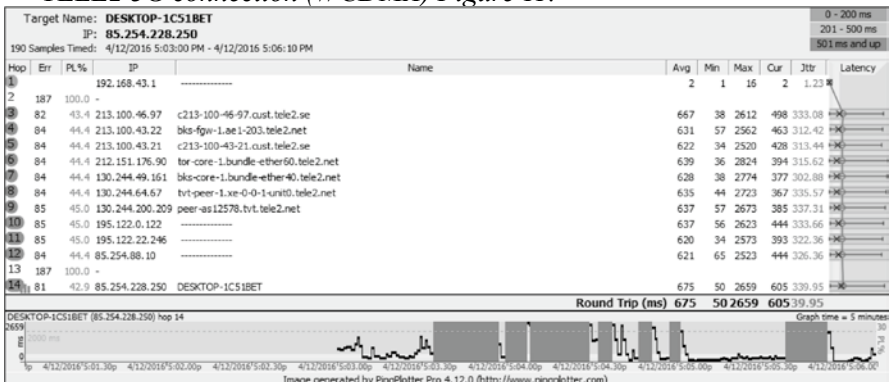 TELE2 3G connection (WCDMA) Figure 11.
Target Name: DESKTOP-1C51BET
IP: 85.254.228.250
190 Samples Timed: 4/12/2016 5:03:00 PM - 4/12/2016 5:06:10 PM
0 - 200 ms
201 - 500 ms
501 ms and up
Hop Err PL% IP Name Avg Min Max Cur Jttr Latency
1 192.168.43.1 -------------- 2 1 16 2 1.23
2 187 100.0 -
3 82 43.4 213.100.46.97 c213-100-46-97.cust.tele2.se 667 38 2612 498 333.08
4 84 44.4 213.100.43.22 bks-fgw-1.ae1-203.tele2.net 631 57 2562 463 312.42
5 84 44.4 213.100.43.21 c213-100-43-21.cust.tele2.se 622 34 2520 428 313.44
6 84 44.4 212.151.176.90 tor-core-1.bundle-ether60.tele2.net 639 36 2824 394 315.62
7 84 44.4 130.244.49.161 bks-core-1.bundle-ether40.tele2.net 628 38 2774 377 302.88
8 84 44.4 130.244.64.67 tvt-peer-1.xe-0-0-1-unit0.tele2.net 635 44 2723 367 335.57
9 85 45.0 130.244.200.209 peer-as12578.tvt.tele2.net 637 57 2673 385 337.31
10 85 45.0 195.122.0.122 -------------- 637 56 2623 444 333.66
11 85 45.0 195.122.22.246 -------------- 620 34 2573 393 322.36
12 84 44.4 85.254.88.10 -------------- 621 65 2523 444 326.36
13 187 100.0 -
14 81 42.9 85.254.228.250 DESKTOP-1C51BET 675 50 2659 605 339.95
Round Trip (ms) 675 50 2659 605 39.95
DESKTOP-1C51BET (85.254.228.250) hop 14 Graph time = 5 minutes
2659 30
2000 ms
ms PL%
0
0p 4/12/2016 5:01.30p 4/12/2016 5:02.00p 4/12/2016 5:02.30p 4/12/2016 5:03.00p 4/12/2016 5:03.30p 4/12/2016 5:04.00p 4/12/2016 5:04.30p 4/12/2016 5:05.00p 4/12/2016 5:05.30p 4/12/2016 5:06.00
Image generated by PingPlotter Pro 4.12.0 (http://www.pingplotter.com)